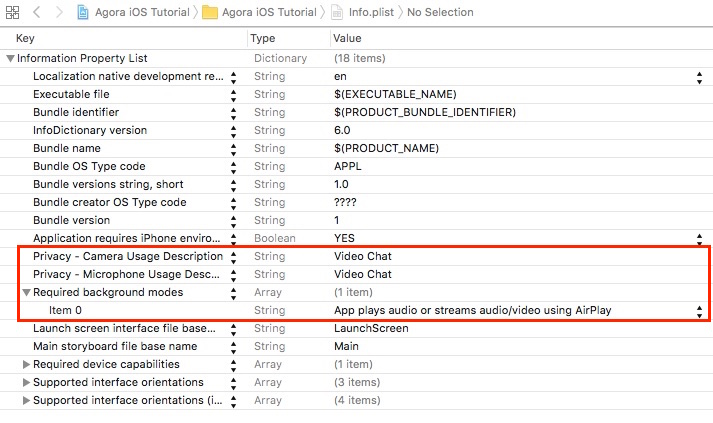 Agora iOS Tutorial Agora iOS Tutorial Info.plist No Selection
Key Type Value
Information Property List Dictionary (18 items)
Localization native development re... String en
Executable file String $(EXECUTABLE_NAME)
Bundle identifier String $(PRODUCT_BUNDLE_IDENTIFIER)
InfoDictionary version String 6.0
Bundle name String $(PRODUCT_NAME)
Bundle OS Type code String APPL
Bundle versions string, short String 1.0
Bundle creator OS Type code String ????
Bundle version String 1
Application requires iPhone enviro... Boolean YES
Privacy - Camera Usage Description String Video Chat
Privacy - Microphone Usage Desc... String Video Chat
Required background modes Array (1 item)
Item 0 String App plays audio or streams audio/video using AirPlay
Launch screen interface file base... String LaunchScreen
Main storyboard file base name String Main
Required device capabilities Array (1 item)
Supported interface orientations Array (3 items)
Supported interface orientations (i... Array (4 items)